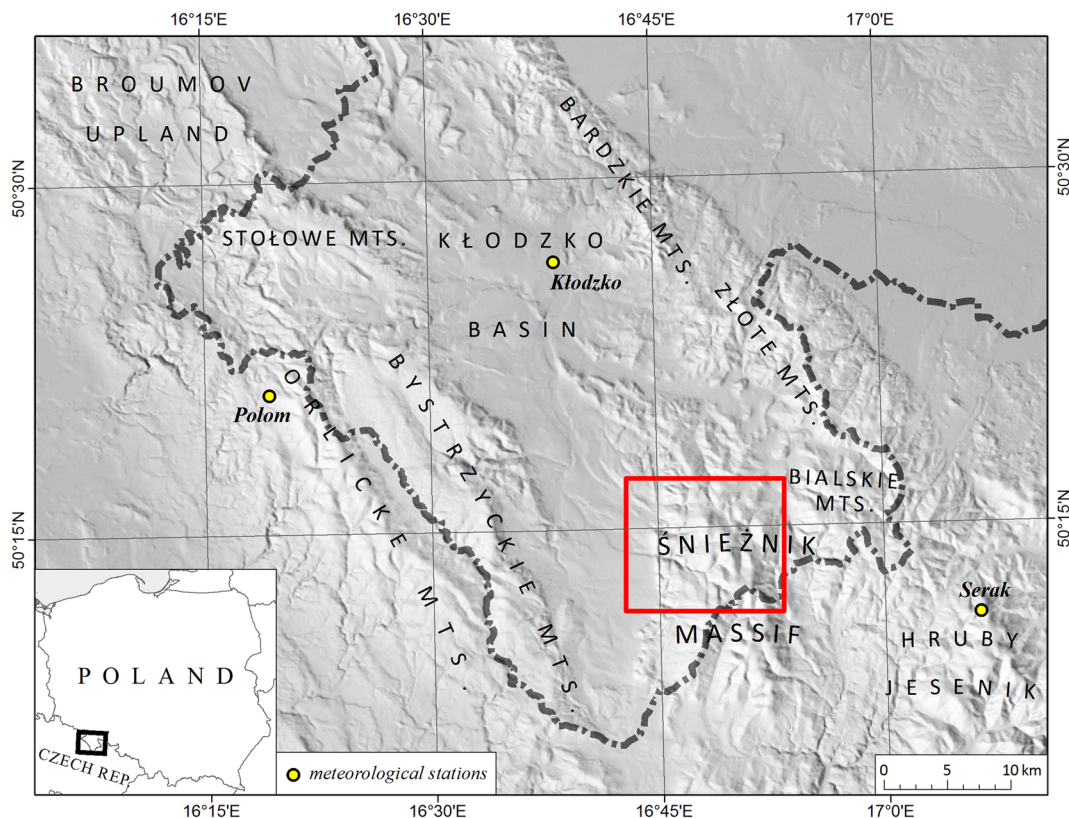 16°15'E 16°30'E 16°45'E 17°0'E
BROUMOV
UPLAND
BARDZKIE MTS.
50°30'N
50°30'N
STOŁOWE MTS.
KŁODZKO
Kłodzko
BASIN
ZŁOTE MTS.
Polom
ORLICKE MTS.
BYSTRZYCKIE MTS.
BIALSKIE
MTS.
50°15'N
50°15'N
ŚNIEŻNIK
MASSIF
Serak
HRUBY
JESENIK
POLAND
CZECH REP.
meteorological stations
0 5 10 km
16°15'E 16°30'E 16°45'E 17°0'E